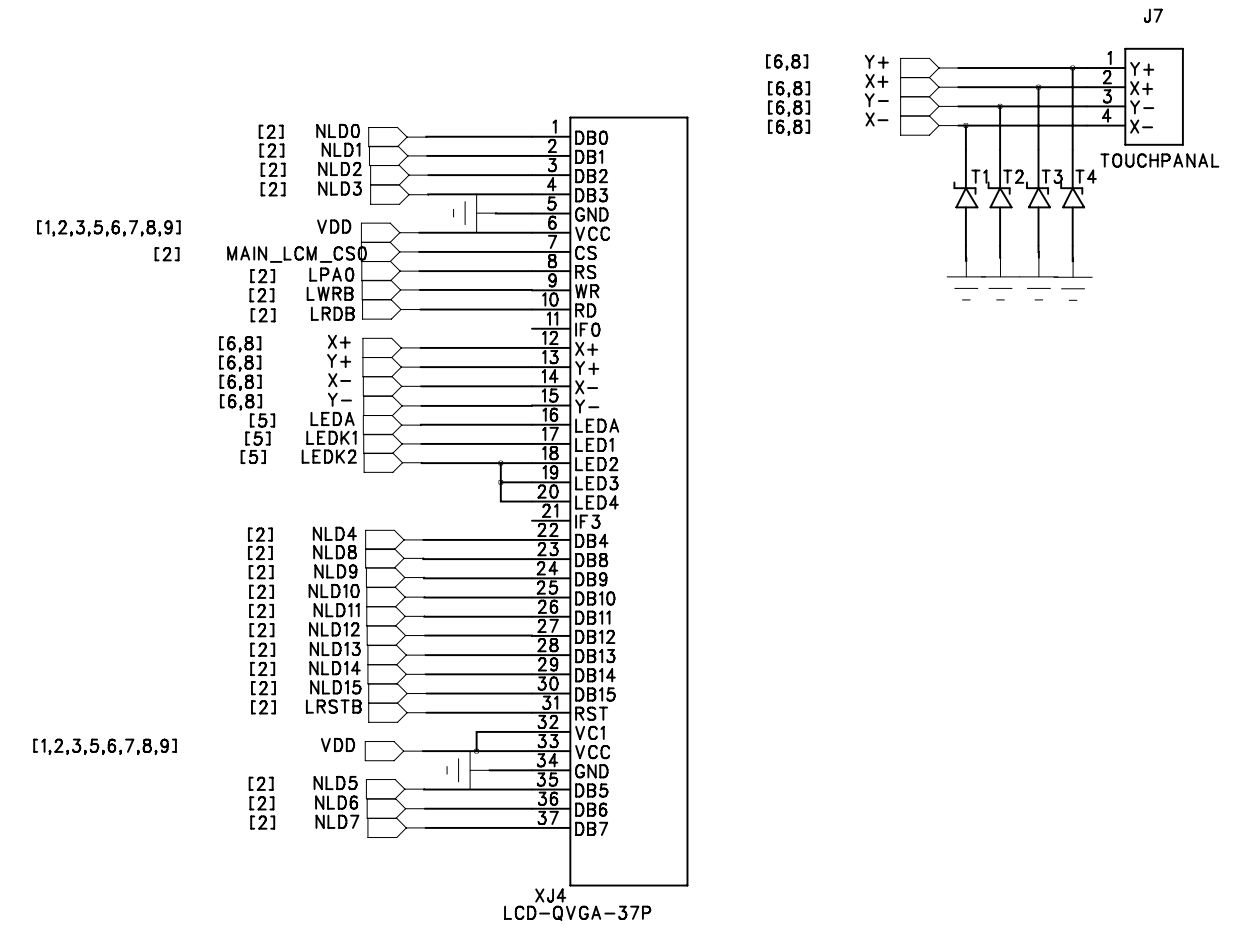 J7
[6,8] Y+ 1 Y+
[6,8] X+ 2 X+
[6,8] Y- 3 Y-
[6,8] X- 4 X-
TOUCHPANAL
T1 T2 T3 T4
[2] NLD0 1 DB0
[2] NLD1 2 DB1
[2] NLD2 3 DB2
[2] NLD3 4 DB3
5 GND
[1,2,3,5,6,7,8,9] VDD 6 VCC
[2] MAIN_LCM_CS0 7 CS
[2] LPA0 8 RS
[2] LWRB 9 WR
[2] LRDB 10 RD
11 IF0
[6,8] X+ 12 X+
[6,8] Y+ 13 Y+
[6,8] X- 14 X-
[6,8] Y- 15 Y-
[5] LEDA 16 LEDA
[5] LEDK1 17 LED1
[5] LEDK2 18 LED2
19 LED3
20 LED4
21 IF3
[2] NLD4 22 DB4
[2] NLD8 23 DB8
[2] NLD9 24 DB9
[2] NLD10 25 DB10
[2] NLD11 26 DB11
[2] NLD12 27 DB12
[2] NLD13 28 DB13
[2] NLD14 29 DB14
[2] NLD15 30 DB15
[2] LRSTB 31 RST
32 VC1
[1,2,3,5,6,7,8,9] VDD 33 VCC
34 GND
[2] NLD5 35 DB5
[2] NLD6 36 DB6
[2] NLD7 37 DB7
XJ4
LCD-QVGA-37P